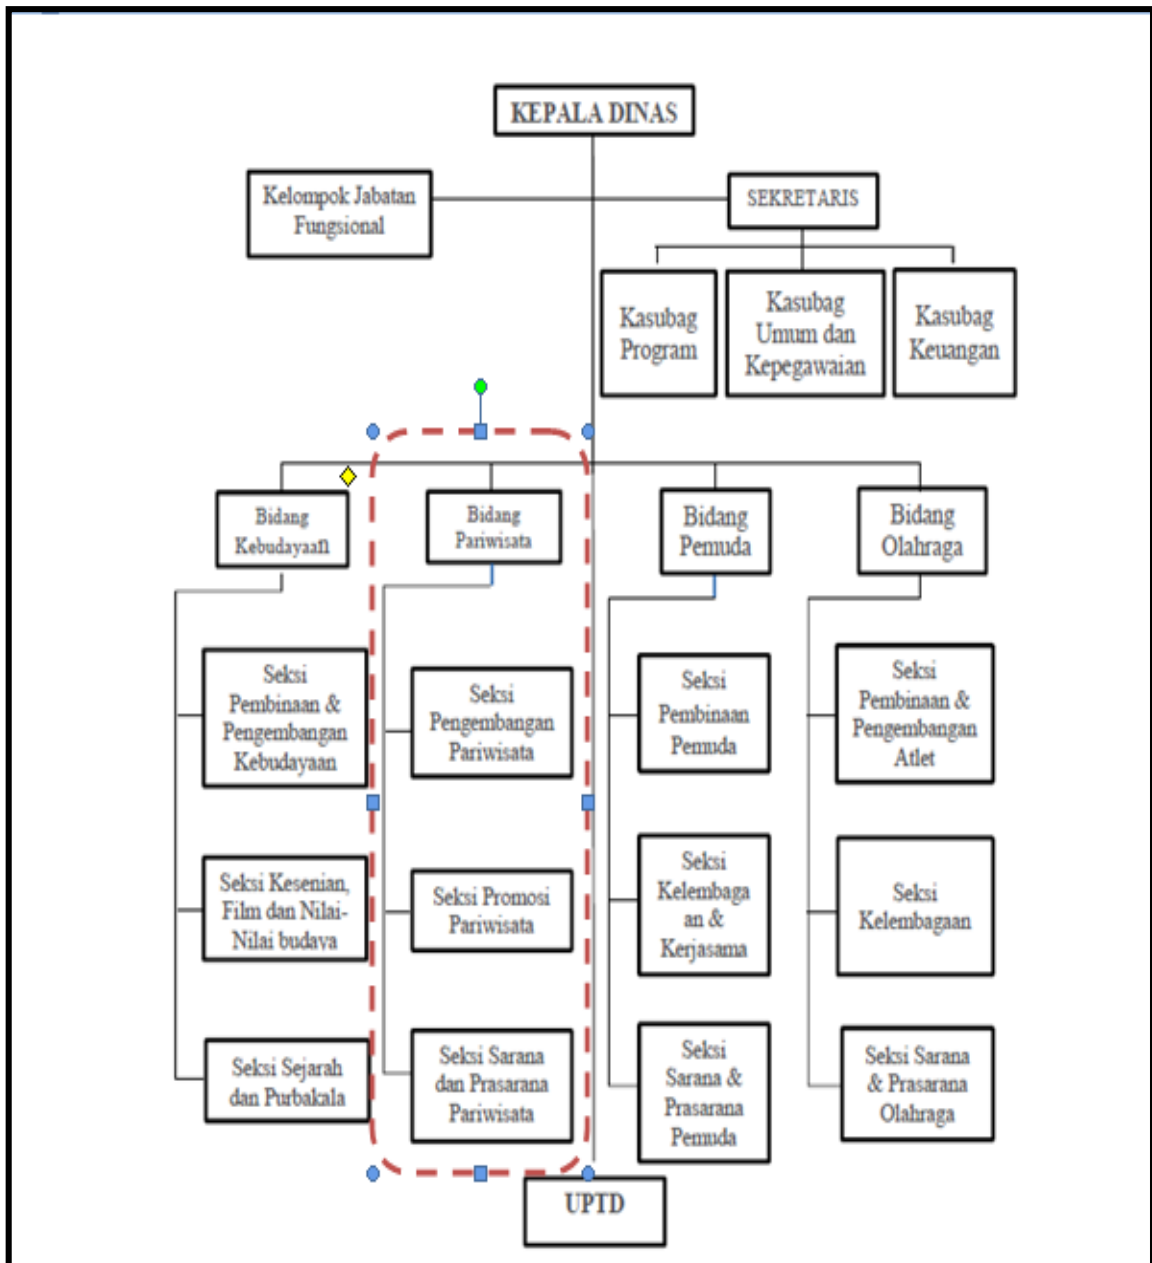 KEPALA DINAS
Kelompok Jabatan
Fungsional
SEKRETARIS
Kasubag
Program
Kasubag
Umum dan
Kepegawaian
Kasubag
Keuangan
Bidang
Kebudayaan
Bidang
Pariwisata
Bidang
Pemuda
Bidang
Olahraga
Seksi
Pembinaan &
Pengembangan
Kebudayaan
Seksi
Pengembangan
Pariwisata
Seksi
Pembinaan
Pemuda
Seksi
Pembinaan &
Pengembangan
Atlet
Seksi Kesenian,
Film dan Nilai-
Nilai budaya
Seksi Promosi
Pariwisata
Seksi
Kelembaga
an &
Kerjasama
Seksi
Kelembagaan
Seksi Sejarah
dan Purbakala
Seksi Sarana
dan Prasarana
Pariwisata
Seksi
Sarana &
Prasarana
Pemuda
Seksi Sarana
& Prasarana
Olahraga
UPTD